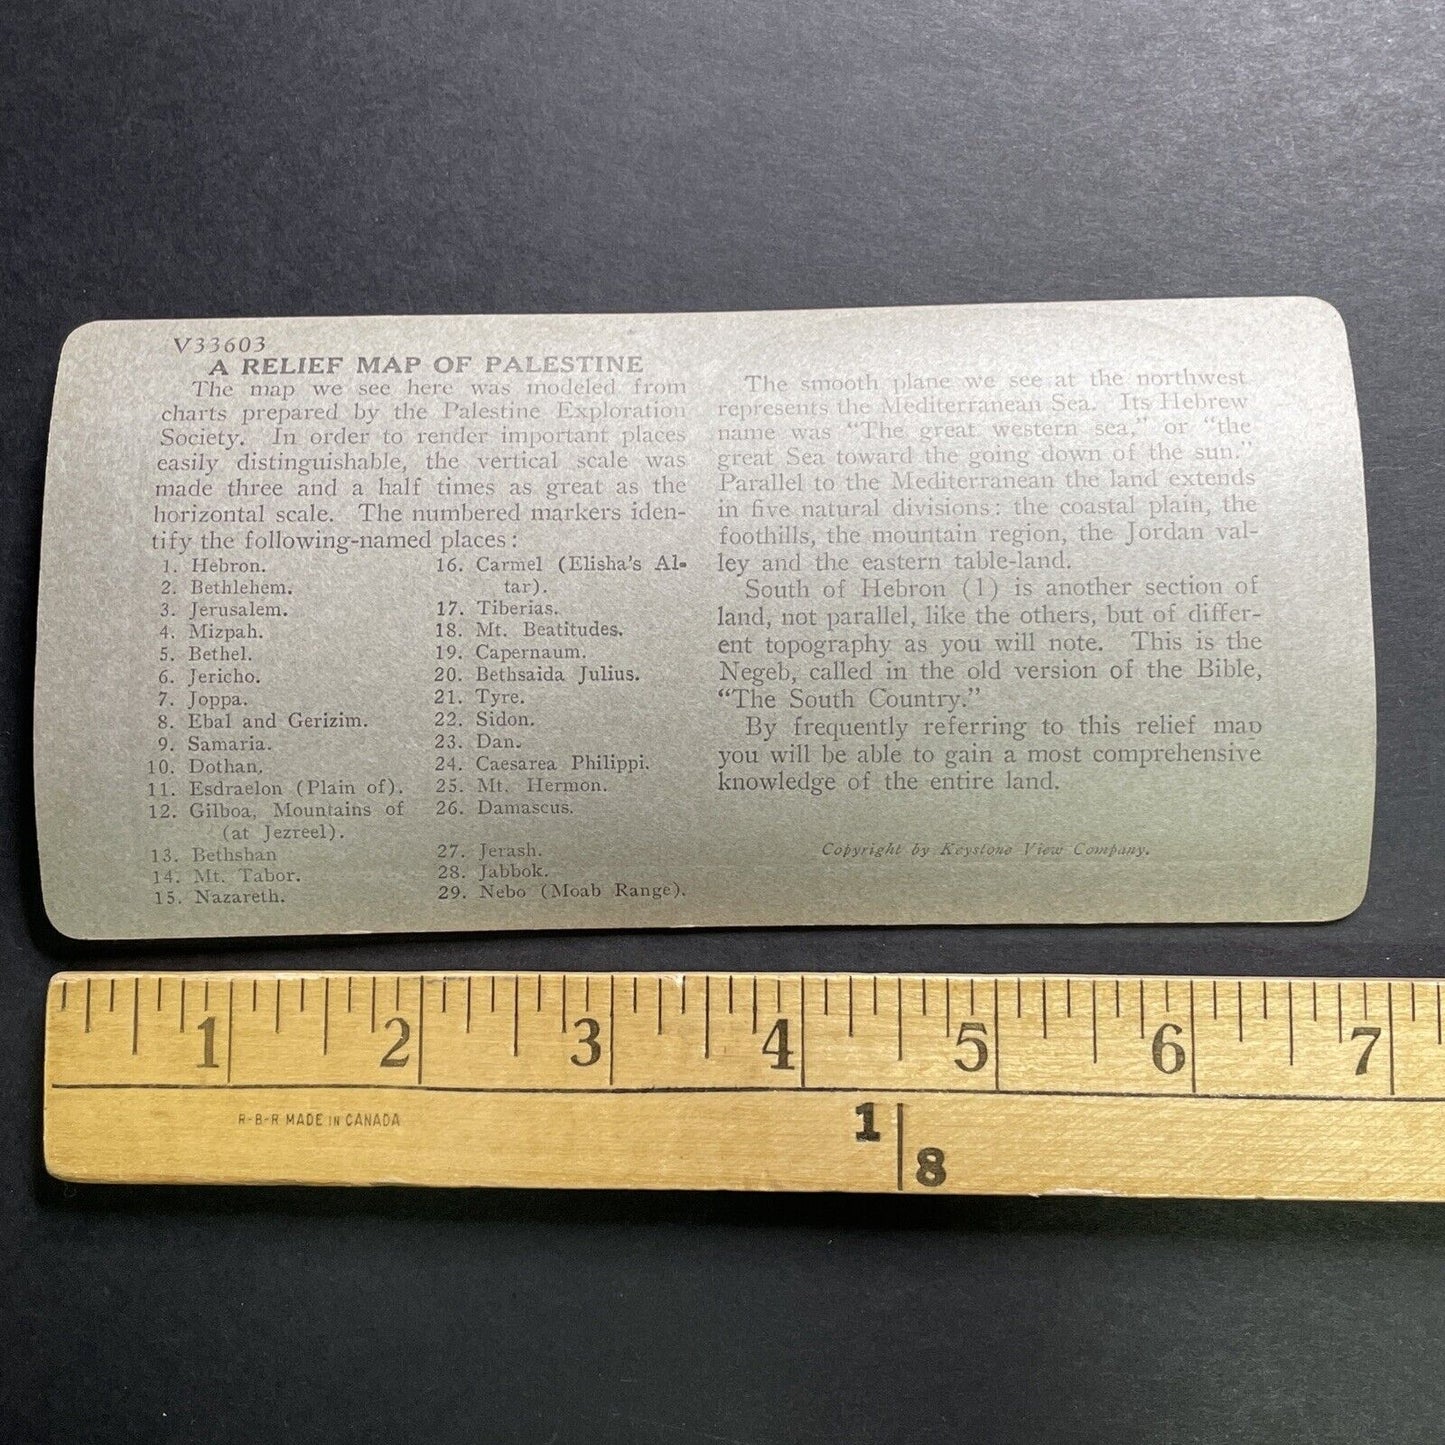 V33603
A RELIEF MAP OF PALESTINE
The map we see here was modeled from
charts prepared by the Palestine Exploration
Society. In order to render important places
easily distinguishable, the vertical scale was
made three and a half times as great as the
horizontal scale. The numbered markers iden-
tify the following-named places:
1. Hebron.
2. Bethlehem.
3. Jerusalem.
4. Mizpah.
5. Bethel.
6. Jericho.
7. Joppa.
8. Ebal and Gerizim.
9. Samaria.
10. Dothan.
11. Esdraelon (Plain of).
12. Gilboa, Mountains of
(at Jezreel).
13. Bethshan
14. Mt. Tabor.
15. Nazareth.
16. Carmel (Elisha's Al-
tar).
17. Tiberias.
18. Mt. Beatitudes.
19. Capernaum.
20. Bethsaida Julius.
21. Tyre.
22. Sidon.
23. Dan.
24. Caesarea Philippi.
25. Mt. Hermon.
26. Damascus.
27. Jerash.
28. Jabbok.
29. Nebo (Moab Range).
The smooth plane we see at the northwest
represents the Mediterranean Sea. Its Hebrew
name was "The great western sea," or "the
great Sea toward the going down of the sun."
Parallel to the Mediterranean the land extends
in five natural divisions: the coastal plain, the
foothills, the mountain region, the Jordan val-
ley and the eastern table-land.
South of Hebron (1) is another section of
land, not parallel, like the others, but of differ-
ent topography as you will note. This is the
Negeb, called in the old version of the Bible,
"The South Country."
By frequently referring to this relief map
you will be able to gain a most comprehensive
knowledge of the entire land.
Copyright by Keystone View Company.
1 2 3 4 5 6 7
R-B-R MADE IN CANADA
1
8